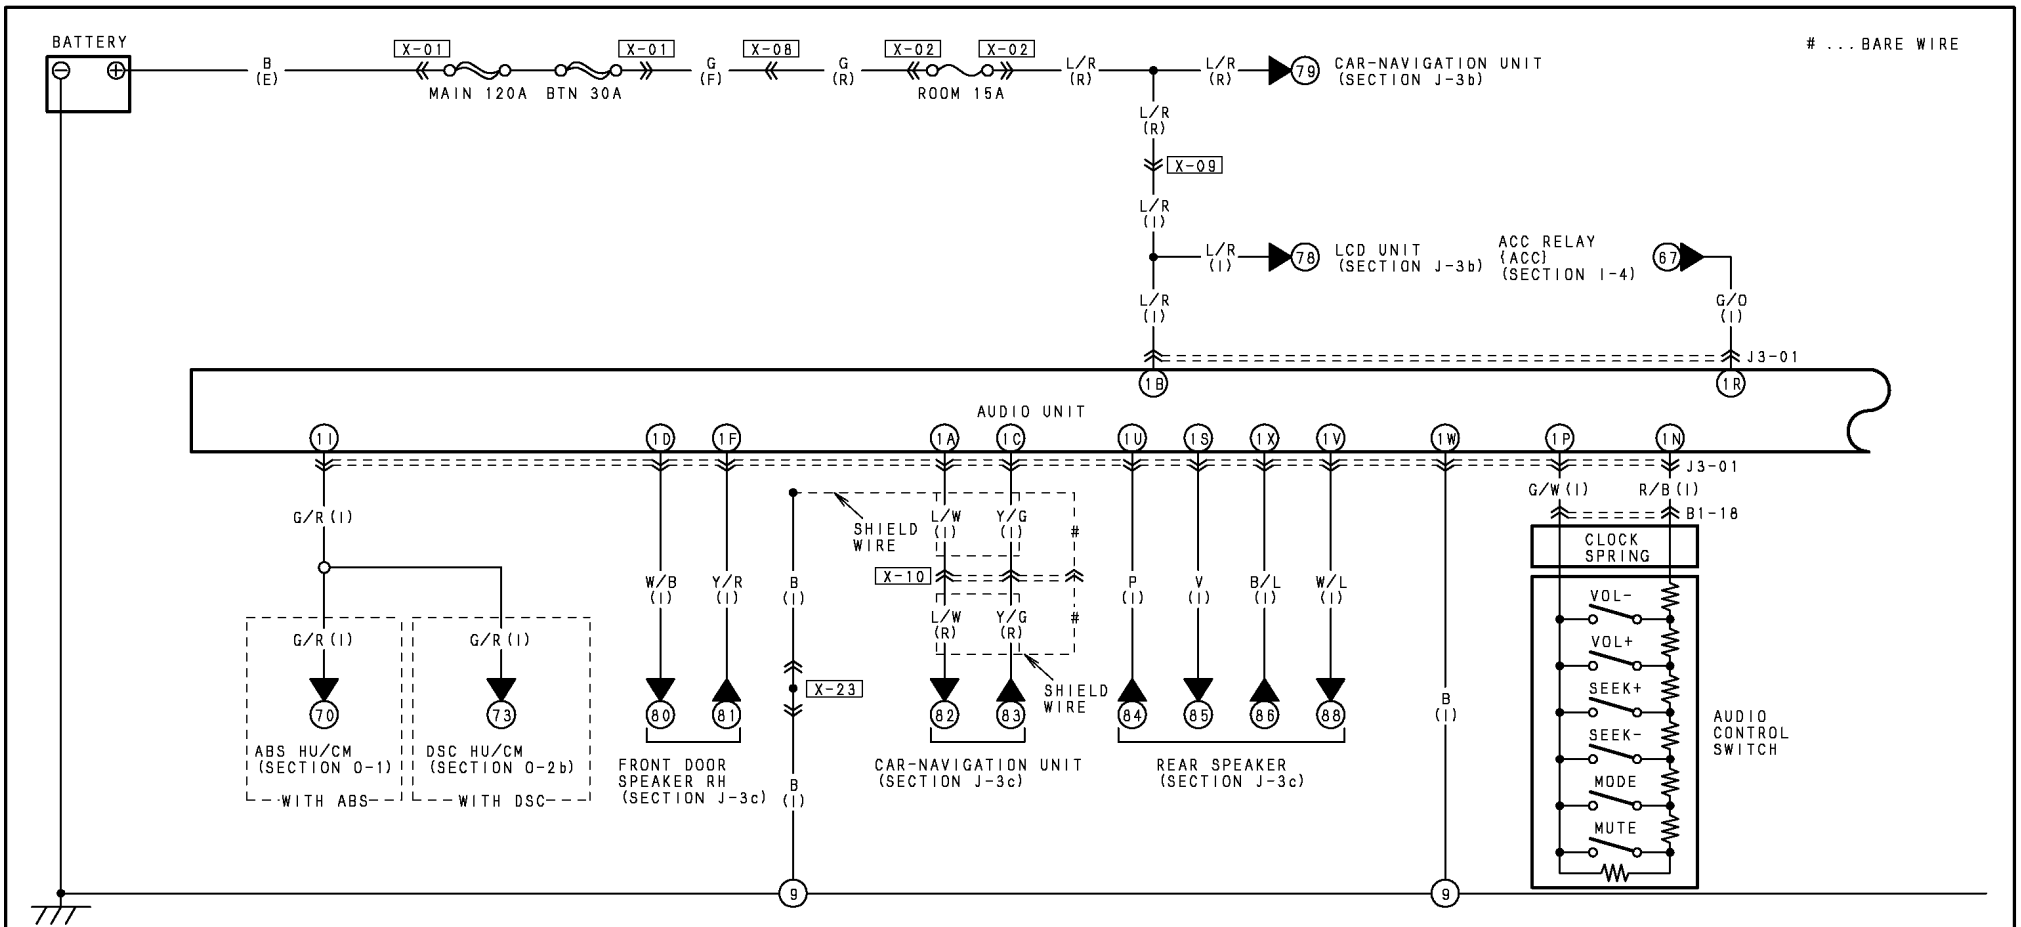 BATTERY
# ... BARE WIRE
X-01
X-01
X-08
X-02
X-02
B
(E)
MAIN 120A
BTN 30A
G
(F)
G
(R)
ROOM 15A
L/R
(R)
L/R
(R)
79
CAR-NAVIGATION UNIT
(SECTION J-3b)
L/R
(R)
X-09
L/R
(I)
L/R
(I)
78
LCD UNIT
(SECTION J-3b)
ACC RELAY
(ACC)
(SECTION I-4)
67
L/R
(I)
G/O
(I)
J3-01
1B
1R
AUDIO UNIT
1I
1D
1F
1A
1C
1U
1S
1X
1V
1W
1P
1N
J3-01
G/R (I)
SHIELD
WIRE
L/W
(I)
Y/G
(I)
#
G/W (I)
R/B (I)
B1-18
CLOCK
SPRING
W/B
(I)
Y/R
(I)
B
(I)
X-10
P
(I)
V
(I)
B/L
(I)
W/L
(I)
L/W
(R)
Y/G
(R)
#
G/R (I)
G/R (I)
VOL-
VOL+
SEEK+
SEEK-
MODE
MUTE
AUDIO
CONTROL
SWITCH
X-23
SHIELD
WIRE
B
(I)
70
73
80
81
82
83
84
85
86
88
ABS HU/CM
(SECTION O-1)
WITH ABS
DSC HU/CM
(SECTION O-2b)
WITH DSC
FRONT DOOR
SPEAKER RH
(SECTION J-3c)
B
(I)
CAR-NAVIGATION UNIT
(SECTION J-3c)
REAR SPEAKER
(SECTION J-3c)
9
9